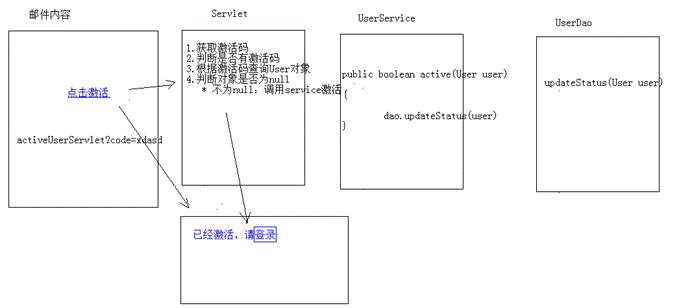 邮件内容
点击激活
activeUserServlet?code=xdasd
Servlet
1.获取激活码
2.判断是否有激活码
3.根据激活码查询User对象
4.判断对象是否为null
* 不为null: 调用service激活
UserService
public boolean active(User user)
{
dao.updateStatus(user)
}
UserDao
updateStatus(User user)
已经激活，请登录